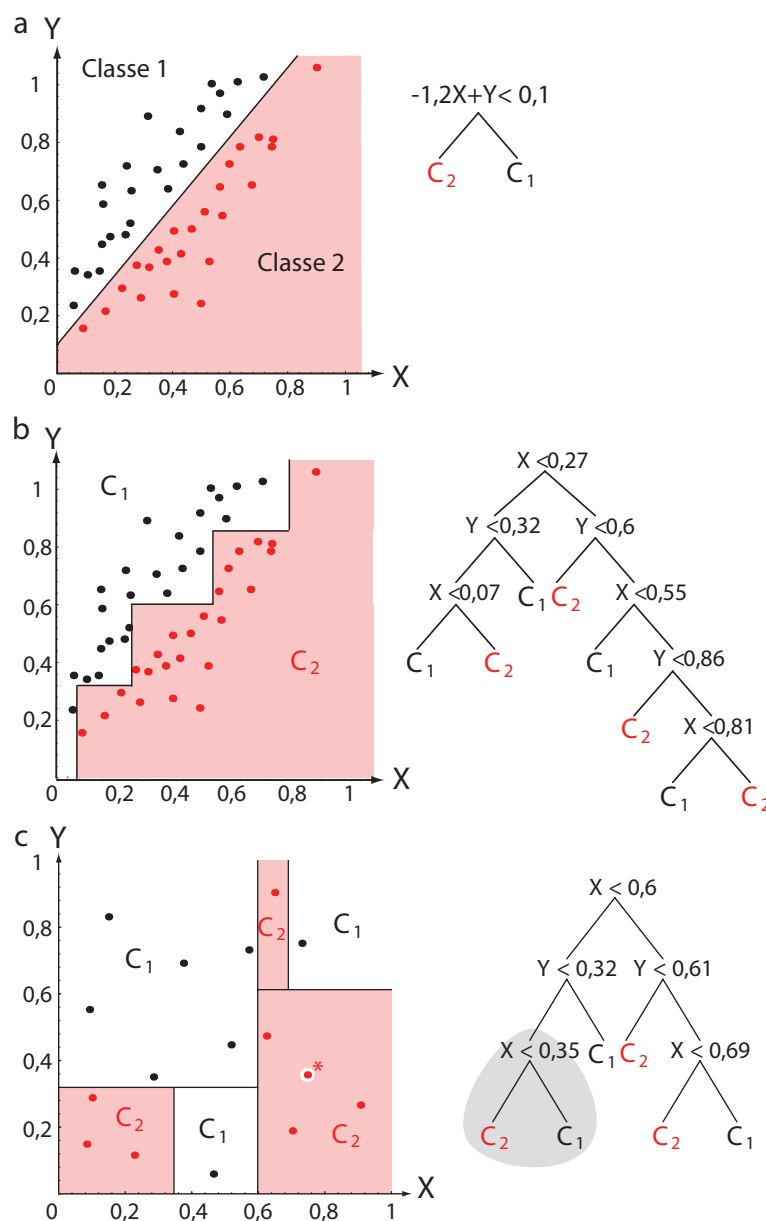 a
Y
Classe 1
1
0,8
0,6
0,4
0,2
Classe 2
0 0,2 0,4 0,6 0,8 1
X
-1,2X+Y< 0,1
C2 C1
b
Y
C1
1
0,8
0,6
0,4
0,2
C2
0 0,2 0,4 0,6 0,8 1
X
X <0,27
Y <0,32 Y <0,6
X <0,07 C1 C2 X <0,55
C1 C2 C1 Y <0,86
C2 X <0,81
C1 C2
c
Y
1
0,8
0,6
0,4
0,2
C1 C2 C1
*
C2 C1 C2
0 0,2 0,4 0,6 0,8 1
X
X < 0,6
Y < 0,32 Y < 0,61
X < 0,35 C1 C2 X < 0,69
C2 C1 C2 C1